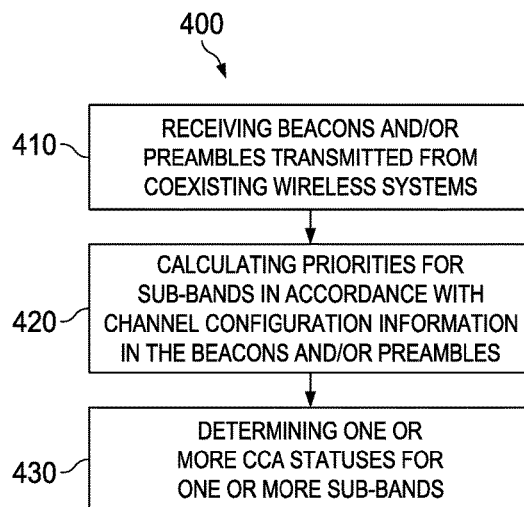 400
410
RECEIVING BEACONS AND/OR
PREAMBLES TRANSMITTED FROM
COEXISTING WIRELESS SYSTEMS
420
CALCULATING PRIORITIES FOR
SUB-BANDS IN ACCORDANCE WITH
CHANNEL CONFIGURATION INFORMATION
IN THE BEACONS AND/OR PREAMBLES
430
DETERMINING ONE OR
MORE CCA STATUSES FOR
ONE OR MORE SUB-BANDS